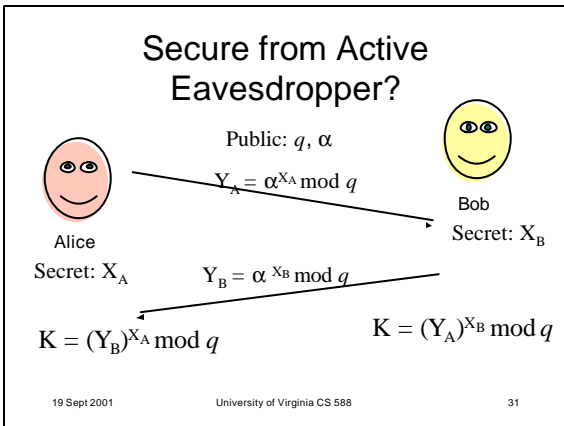 Secure from Active
Eavesdropper?
Public: q, α
Y_A = α^{X_A} mod q
Alice
Bob
Secret: X_A
Secret: X_B
Y_B = α^{X_B} mod q
K = (Y_B)^{X_A} mod q
K = (Y_A)^{X_B} mod q
19 Sept 2001
University of Virginia CS 588
31